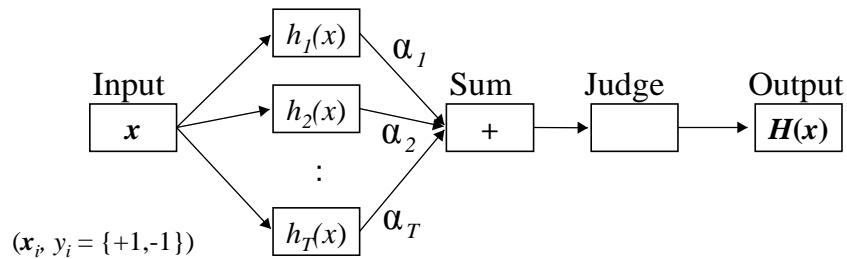 Input
x
h1(x)
h2(x)
⋮
hT(x)
α1
α2
αT
Sum
+
Judge
Output
H(x)
(xi, yi = {+1,-1})